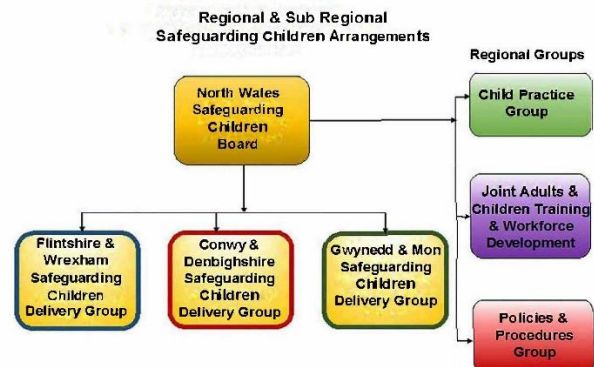 Regional & Sub Regional
Safeguarding Children Arrangements
Regional Groups
North Wales
Safeguarding
Children
Board
Child Practice
Group
Joint Adults &
Children Training
& Workforce
Development
Flintshire &
Wrexham
Safeguarding
Children
Delivery Group
Conwy &
Denbighshire
Safeguarding
Children
Delivery Group
Gwynedd & Mon
Safeguarding
Children
Delivery Group
Policies &
Procedures
Group